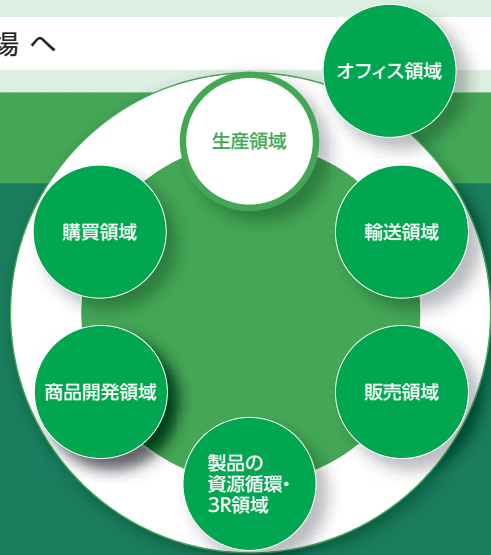 場 へ
オフィス領域
生産領域
購買領域
輸送領域
商品開発領域
販売領域
製品の
資源循環・
3R領域